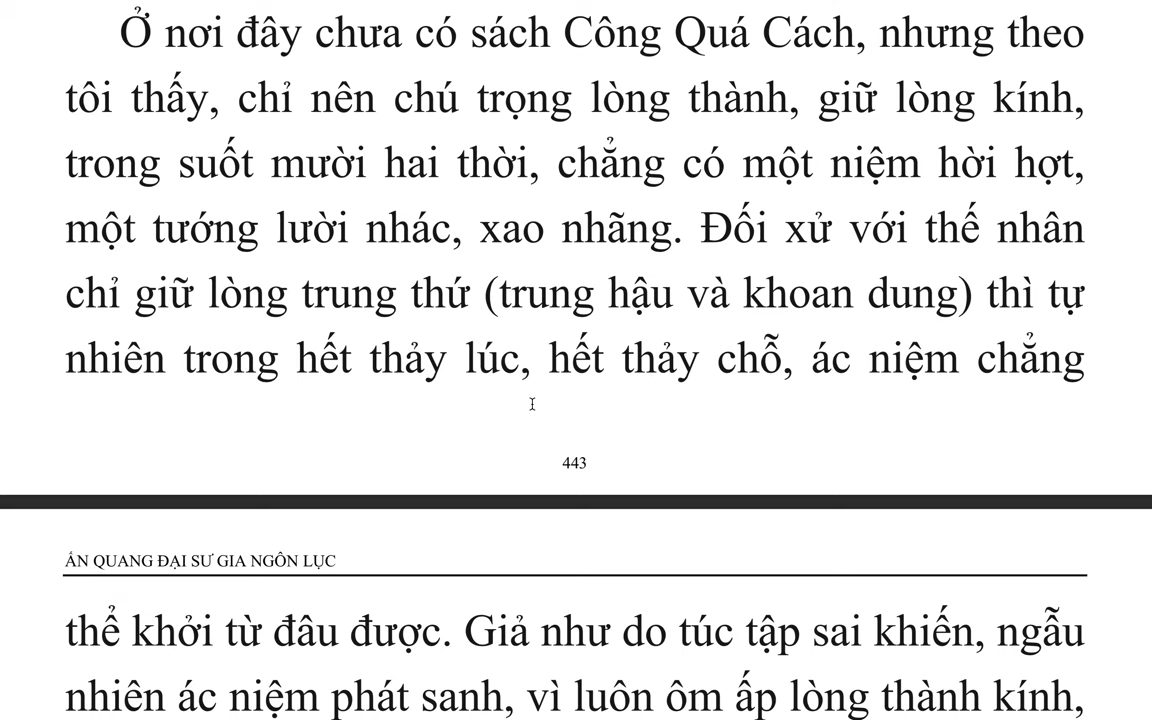 Ở nơi đây chưa có sách Công Quá Cách, nhưng theo
tôi thấy, chỉ nên chú trọng lòng thành, giữ lòng kính,
trong suốt mười hai thời, chẳng có một niệm hời hợt,
một tướng lười nhác, xao nhãng. Đối xử với thế nhân
chỉ giữ lòng trung thứ (trung hậu và khoan dung) thì tự
nhiên trong hết thảy lúc, hết thảy chỗ, ác niệm chẳng
443
ẤN QUANG ĐẠI SƯ GIA NGÔN LỤC
thể khởi từ đâu được. Giả như do túc tập sai khiến, ngẫu
nhiên ác niệm phát sanh, vì luôn ôm ấp lòng thành kính,